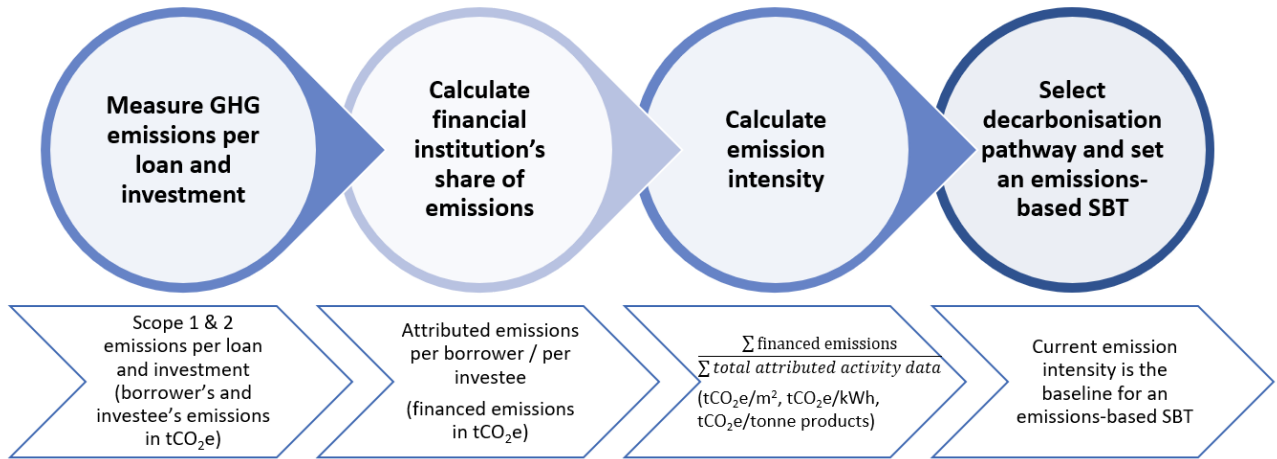 Measure GHG
emissions per
loan and
investment
Calculate
financial
institution’s
share of
emissions
Calculate
emission
intensity
Select
decarbonisation
pathway and set
an emissions-
based SBT
Scope 1 & 2
emissions per loan
and investment
(borrower’s and
investee’s emissions
in tCO₂e)
Attributed emissions
per borrower / per
investee
(financed emissions
in tCO₂e)
∑ financed emissions
∑ total attributed activity data
(tCO₂e/m², tCO₂e/kWh,
tCO₂e/tonne products)
Current emission
intensity is the
baseline for an
emissions-based SBT